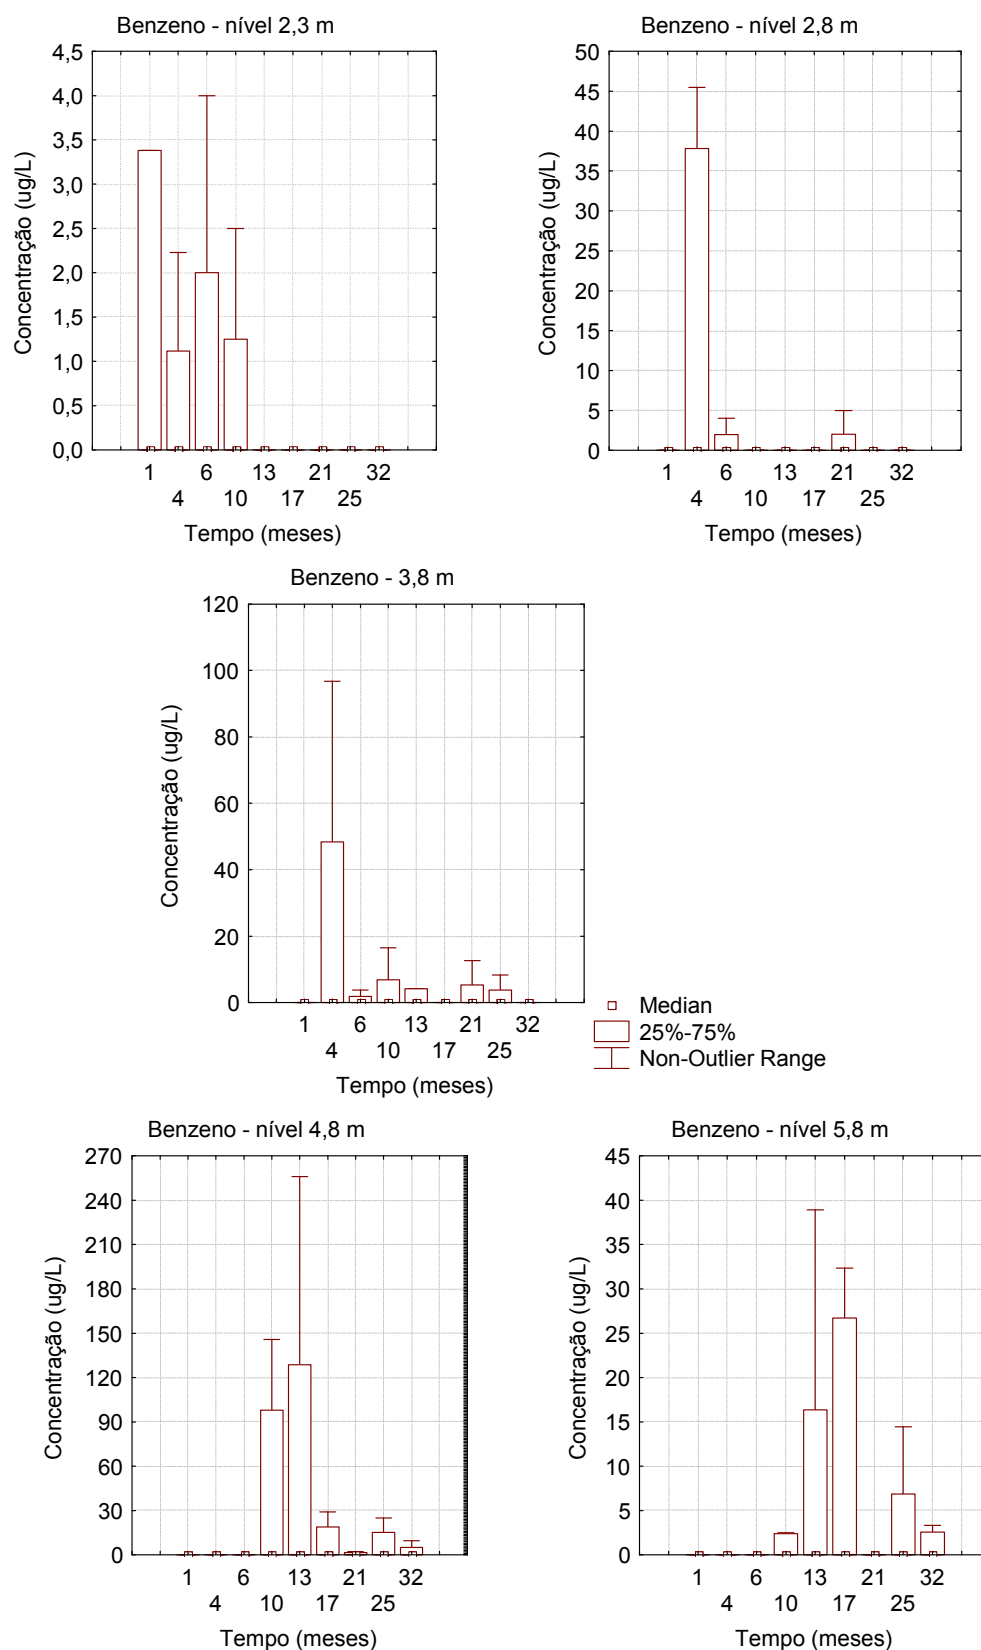 Benzeno - nível 2,3 m
4,5
4,0
3,5
3,0
2,5
2,0
1,5
1,0
0,5
0,0
Concentração (ug/L)
1 6 13 21 32
4 10 17 25
Tempo (meses)
Benzeno - nível 2,8 m
50
45
40
35
30
25
20
15
10
5
0
Concentração (ug/L)
1 6 13 21 32
4 10 17 25
Tempo (meses)
Benzeno - 3,8 m
120
100
80
60
40
20
0
Concentração (ug/L)
1 6 13 21 32
4 10 17 25
Tempo (meses)
Median
25%-75%
Non-Outlier Range
Benzeno - nível 4,8 m
270
240
210
180
150
120
90
60
30
0
Concentração (ug/L)
1 6 13 21 32
4 10 17 25
Tempo (meses)
Benzeno - nível 5,8 m
45
40
35
30
25
20
15
10
5
0
Concentração (ug/L)
1 6 13 21 32
4 10 17 25
Tempo (meses)